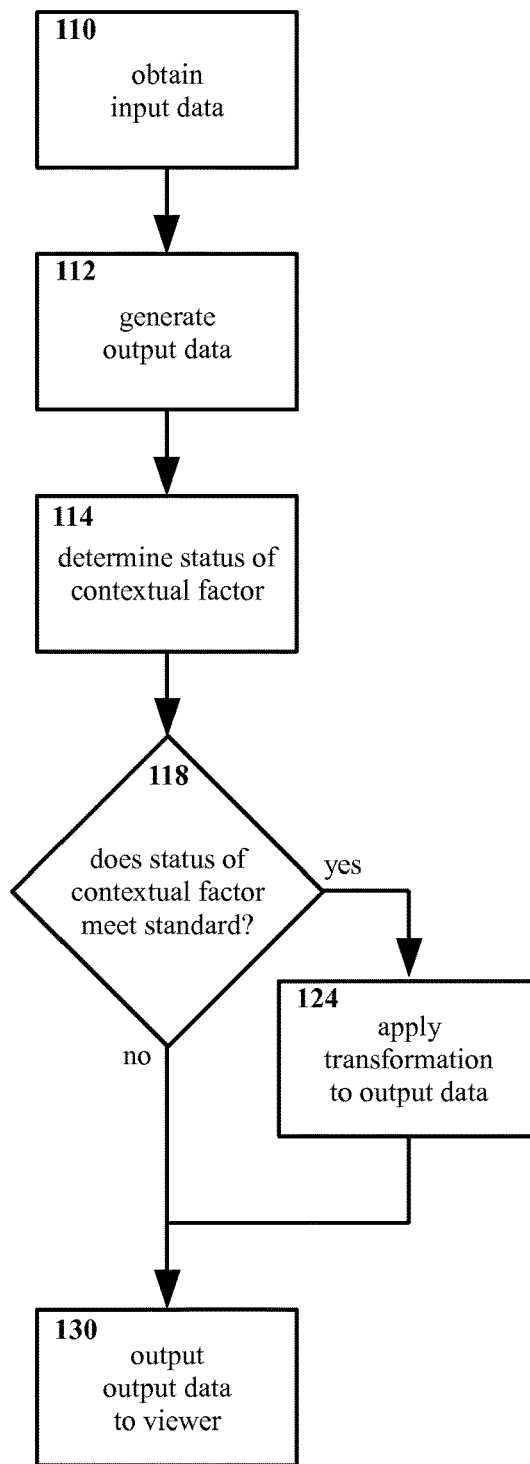 110
obtain
input data
112
generate
output data
114
determine status of
contextual factor
118
does status of
contextual factor
meet standard?
yes
no
124
apply
transformation
to output data
130
output
output data
to viewer